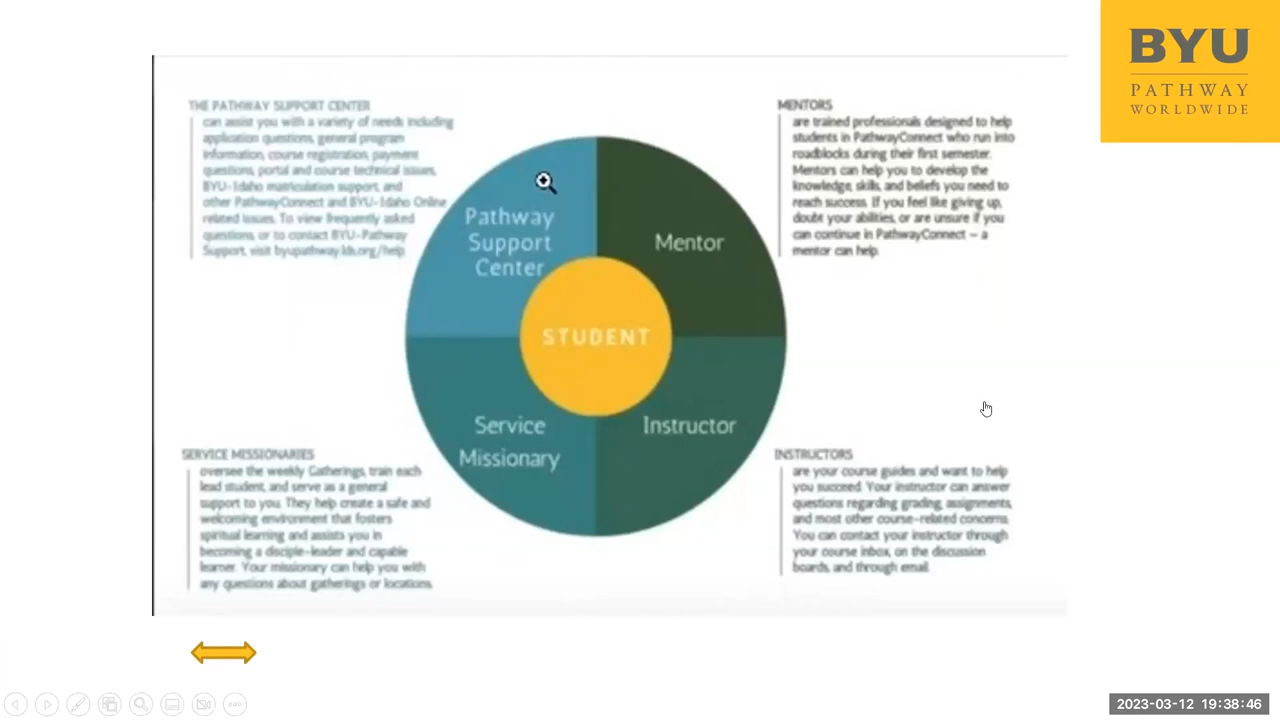 BYU
PATHWAY
WORLDWIDE
THE PATHWAY SUPPORT CENTER
can assist you with a variety of needs including
application questions, general program
information, course registration, payment
questions, portal and course technical issues,
BYU-Idaho matriculation support, and
other PathwayConnect and BYU-Idaho Online
related issues. To view frequently asked
questions, or to contact BYU-Pathway
Support, visit byupathway.lds.org/help.
MENTORS
are trained professionals designed to help
students in PathwayConnect who run into
roadblocks during their first semester.
Mentors can help you to develop the
knowledge, skills, and beliefs you need to
reach success. If you feel like giving up,
doubt your abilities, or are unsure if you
can continue in PathwayConnect – a
mentor can help.
Pathway
Support
Center
Mentor
STUDENT
Service
Missionary
Instructor
SERVICE MISSIONARIES
oversee the weekly Gatherings, train each
lead student, and serve as a general
support to you. They help create a safe and
welcoming environment that fosters
spiritual learning and assists you in
becoming a disciple-leader and capable
learner. Your missionary can help you with
any questions about gatherings or locations.
INSTRUCTORS
are your course guides and want to help
you succeed. Your instructor can answer
questions regarding grading, assignments,
and most other course-related concerns.
You can contact your instructor through
your course inbox, on the discussion
boards, and through email.
2023-03-12 19:38:46